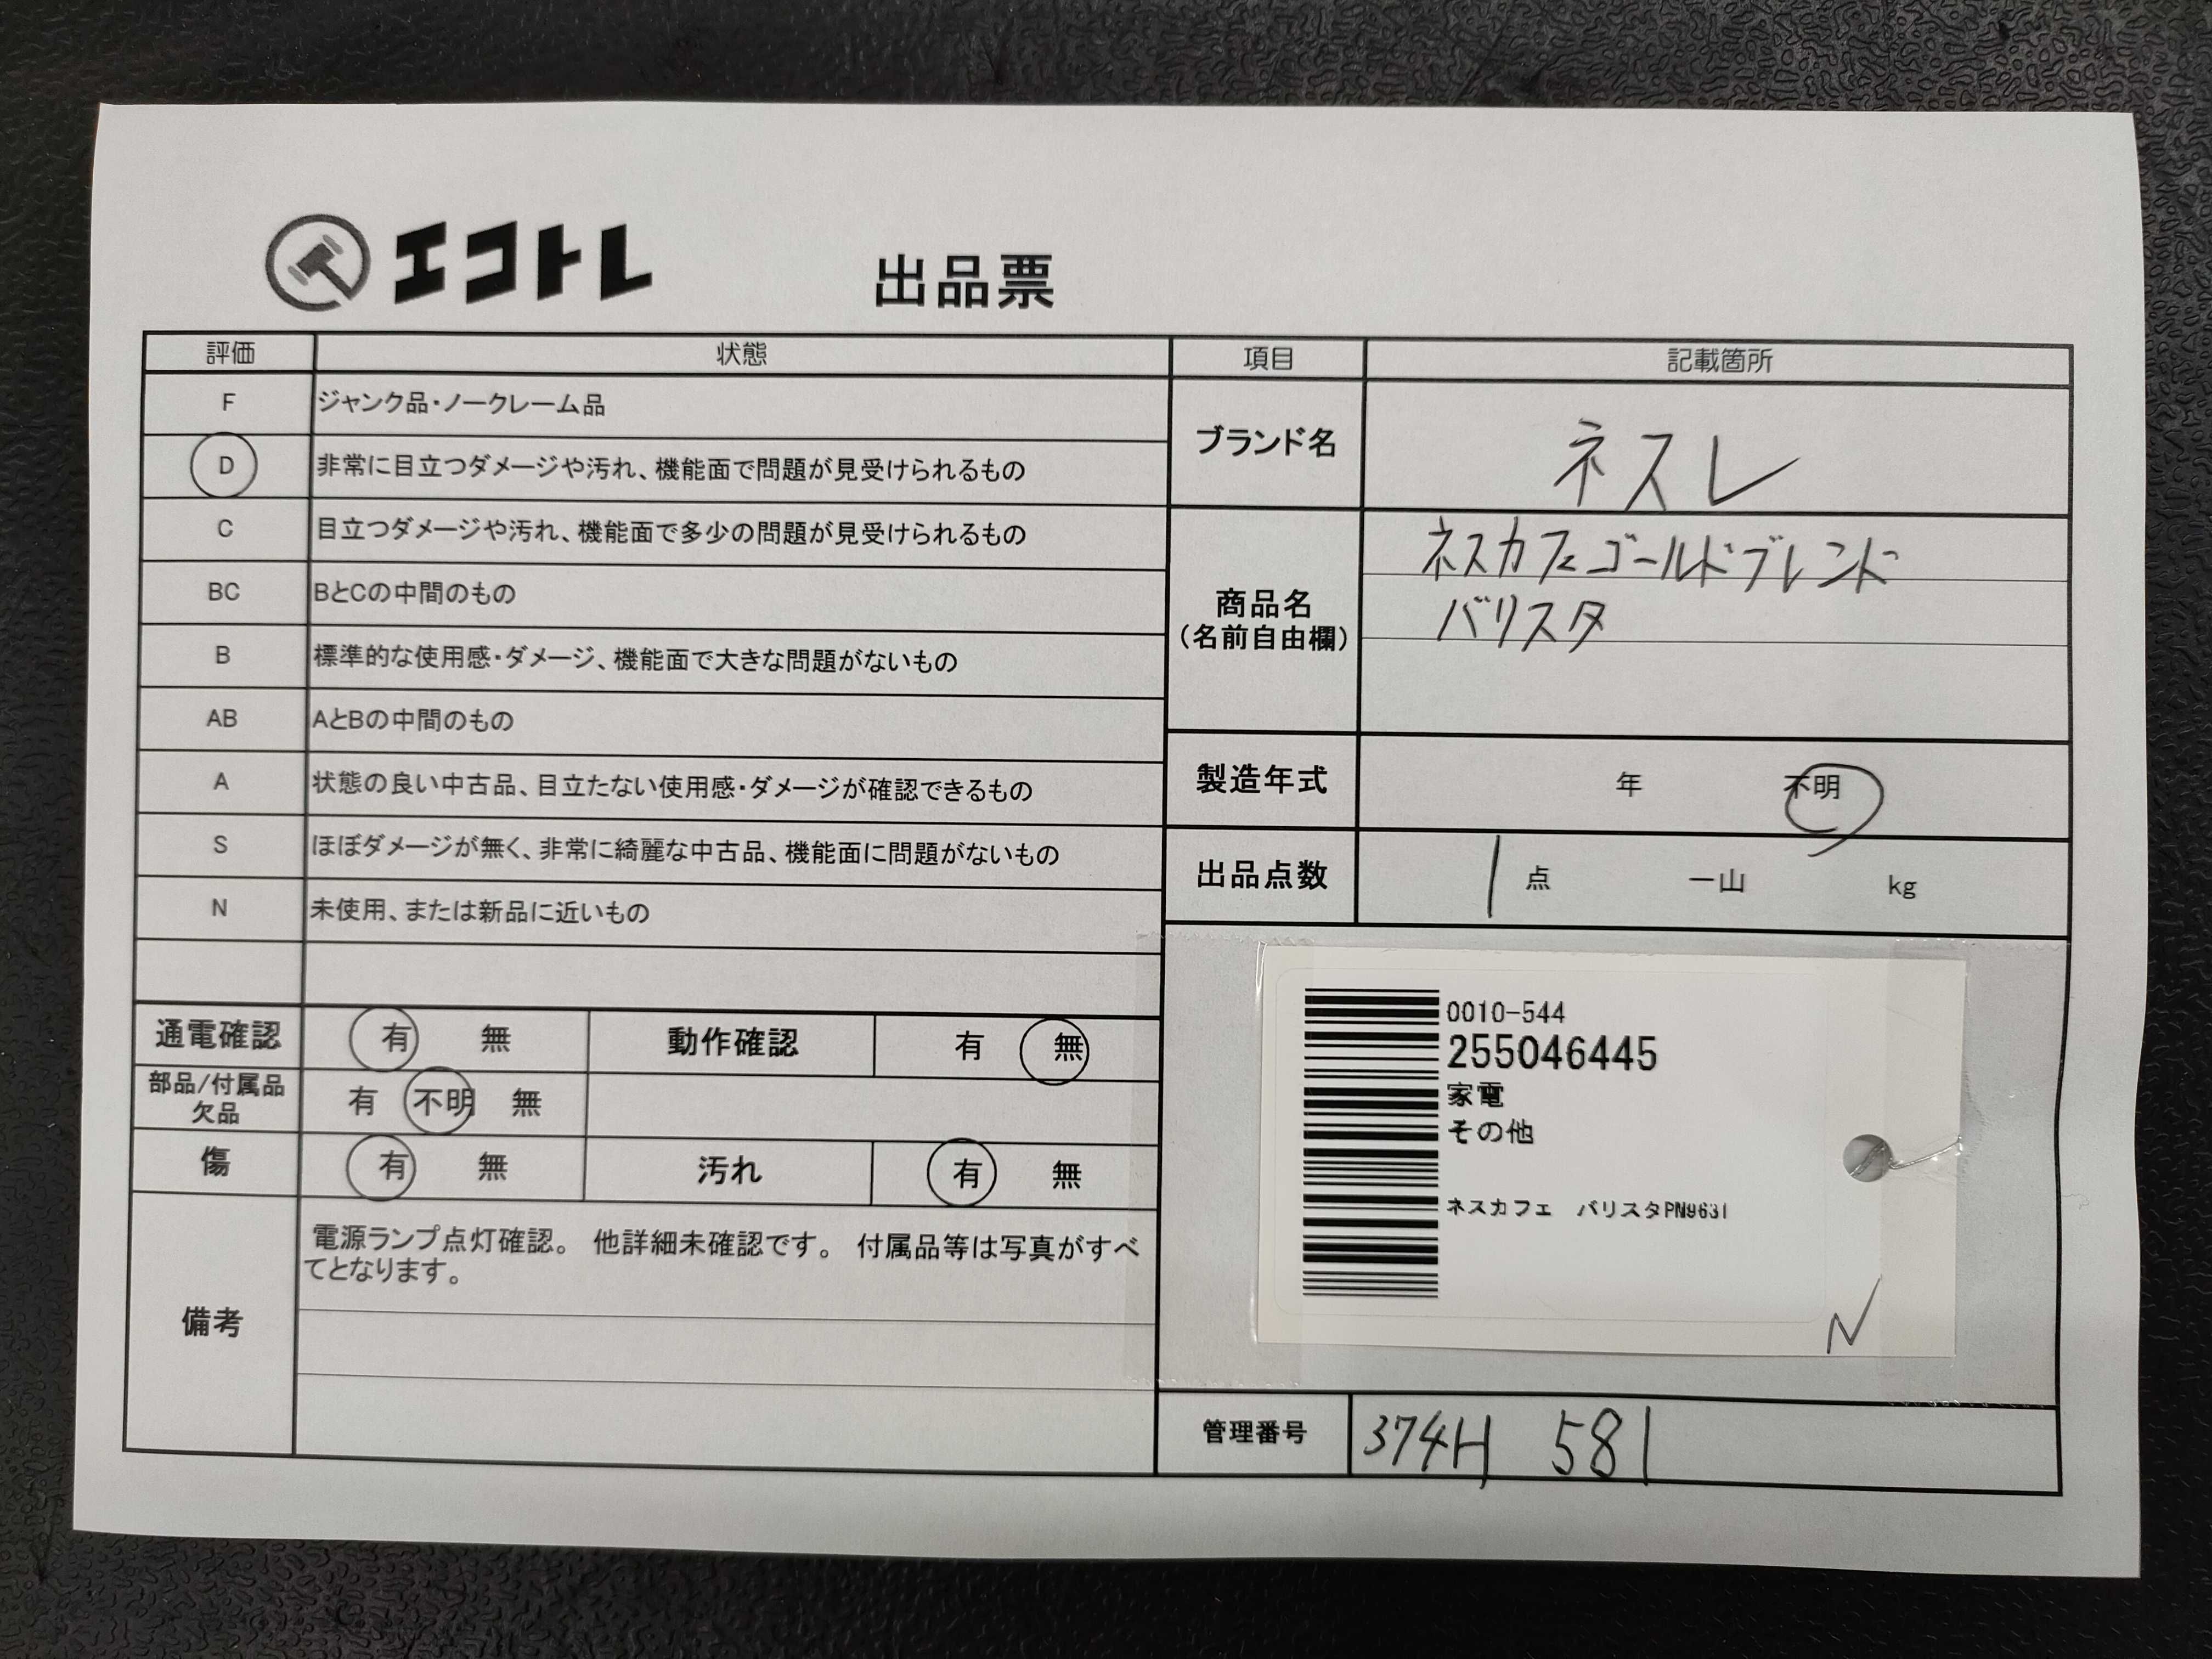 エコトレ
出品票
評価 状態
F ジャンク品・ノークレーム品
D 非常に目立つダメージや汚れ、機能面で問題が見受けられるもの
C 目立つダメージや汚れ、機能面で多少の問題が見受けられるもの
BC BとCの中間のもの
B 標準的な使用感・ダメージ、機能面で大きな問題がないもの
AB AとBの中間のもの
A 状態の良い中古品、目立たない使用感・ダメージが確認できるもの
S ほぼダメージが無く、非常に綺麗な中古品、機能面に問題がないもの
N 未使用、または新品に近いもの
通電確認 有 無 動作確認 有 無
部品/付属品
欠品 有 不明 無
傷 有 無 汚れ 有 無
備考
電源ランプ点灯確認。 他詳細未確認です。 付属品等は写真がすべ
てとなります。
項目 記載箇所
ブランド名 ネスレ
商品名
(名前自由欄)
ネスカフェゴールドブレンド
バリスタ
製造年式 年 不明
出品点数 1 点 一山 kg
0010-544
255046445
家電
その他
ネスカフェ バリスタPM9631
N
管理番号 374H 581